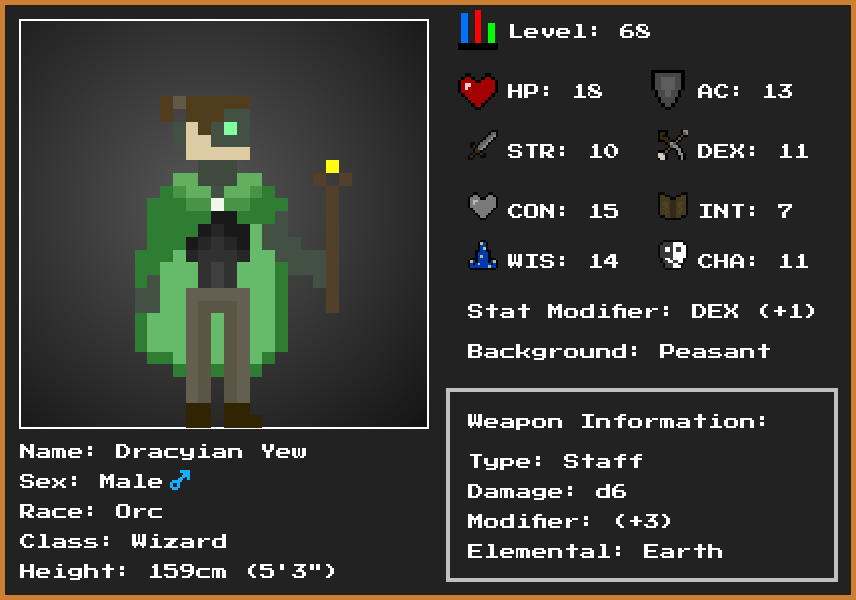 Level: 68
HP: 18
AC: 13
STR: 10
DEX: 11
CON: 15
INT: 7
WIS: 14
CHA: 11
Stat Modifier: DEX (+1)
Background: Peasant
Weapon Information:
Type: Staff
Damage: d6
Modifier: (+3)
Elemental: Earth
Name: Dracyian Yew
Sex: Male♂
Race: Orc
Class: Wizard
Height: 159cm (5'3")